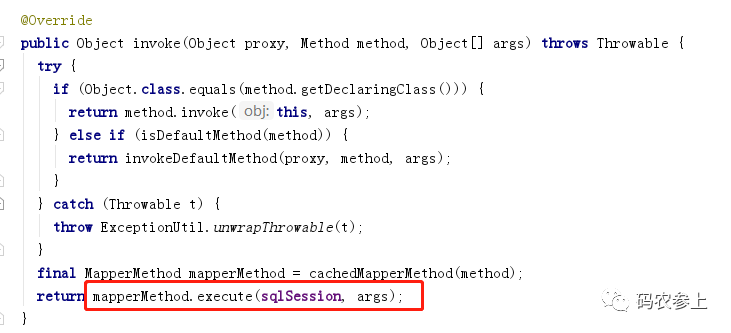 @Override
public Object invoke(Object proxy, Method method, Object[] args) throws Throwable {
try {
if (Object.class.equals(method.getDeclaringClass())) {
return method.invoke( obj: this, args);
} else if (isDefaultMethod(method)) {
return invokeDefaultMethod(proxy, method, args);
}
} catch (Throwable t) {
throw ExceptionUtil.unwrapThrowable(t);
}
final MapperMethod mapperMethod = cachedMapperMethod(method);
return mapperMethod.execute(sqlSession, args);
}
码农参上